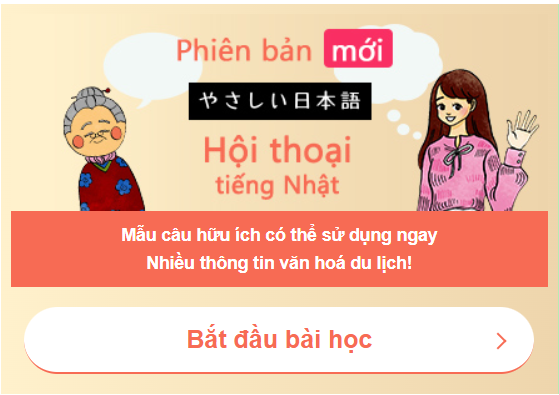 Phiên bản mới
やさしい日本語
Hội thoại
tiếng Nhật
Mẫu câu hữu ích có thể sử dụng ngay
Nhiều thông tin văn hoá du lịch!
Bắt đầu bài học